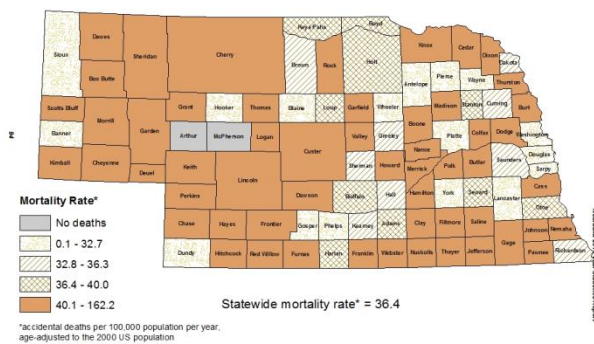 Keya Paha Boyd
Sioux Dawes Sheridan Cherry Knox Cedar Dixon Dakota
Box Butte Brown Rock Holt Antelope Pierce Wayne Thurston
Scotts Bluff Morrill Garden Grant Hooker Thomas Blaine Loup Garfield Wheeler Madison Stanton Cuming Burt
Banner Arthur McPherson Logan Custer Valley Greeley Boone Platte Colfax Dodge Washington
Kimball Cheyenne Deuel Keith Lincoln Sherman Howard Nance Merrick Polk Butler Saunders Douglas Sarpy
Perkins Dawson Buffalo Hall Hamilton York Seward Lancaster Cass Otoe
Chase Hayes Frontier Gosper Phelps Kearney Adams Clay Fillmore Saline Gage Johnson Nemaha
Dundy Hitchcock Red Willow Furnas Harlan Franklin Webster Nuckolls Thayer Jefferson Pawnee Richardson
Mortality Rate*
No deaths
0.1 - 32.7
32.8 - 36.3
36.4 - 40.0
40.1 - 162.2
Statewide mortality rate* = 36.4
*accidental deaths per 100,000 population per year,
age-adjusted to the 2000 US population